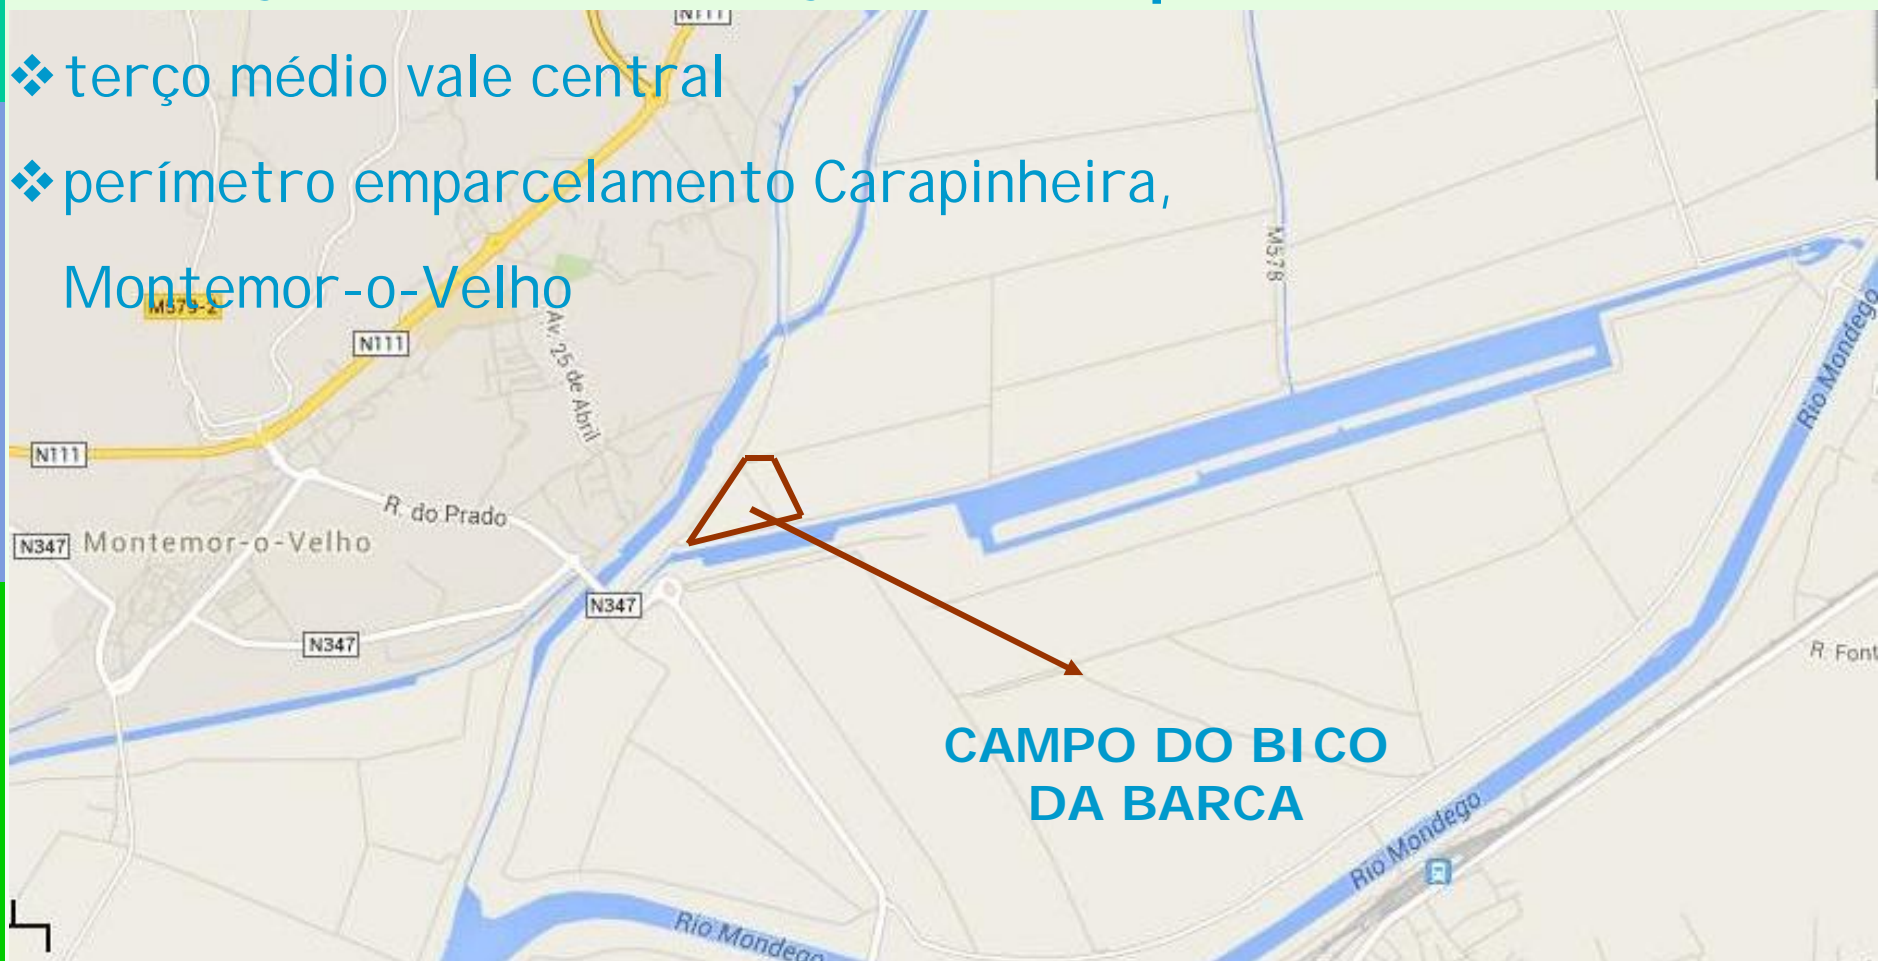 N111
❖ terço médio vale central
❖ perímetro emparcelamento Carapinheira,
Montemor-o-Velho
M578
M579-2
N111
Av. 25 de Abril
Rio Mondego
N111
R. do Prado
N347
Montemor-o-Velho
N347
N347
R. Font
CAMPO DO BICO
DA BARCA
Rio Mondego
Rio Mondego